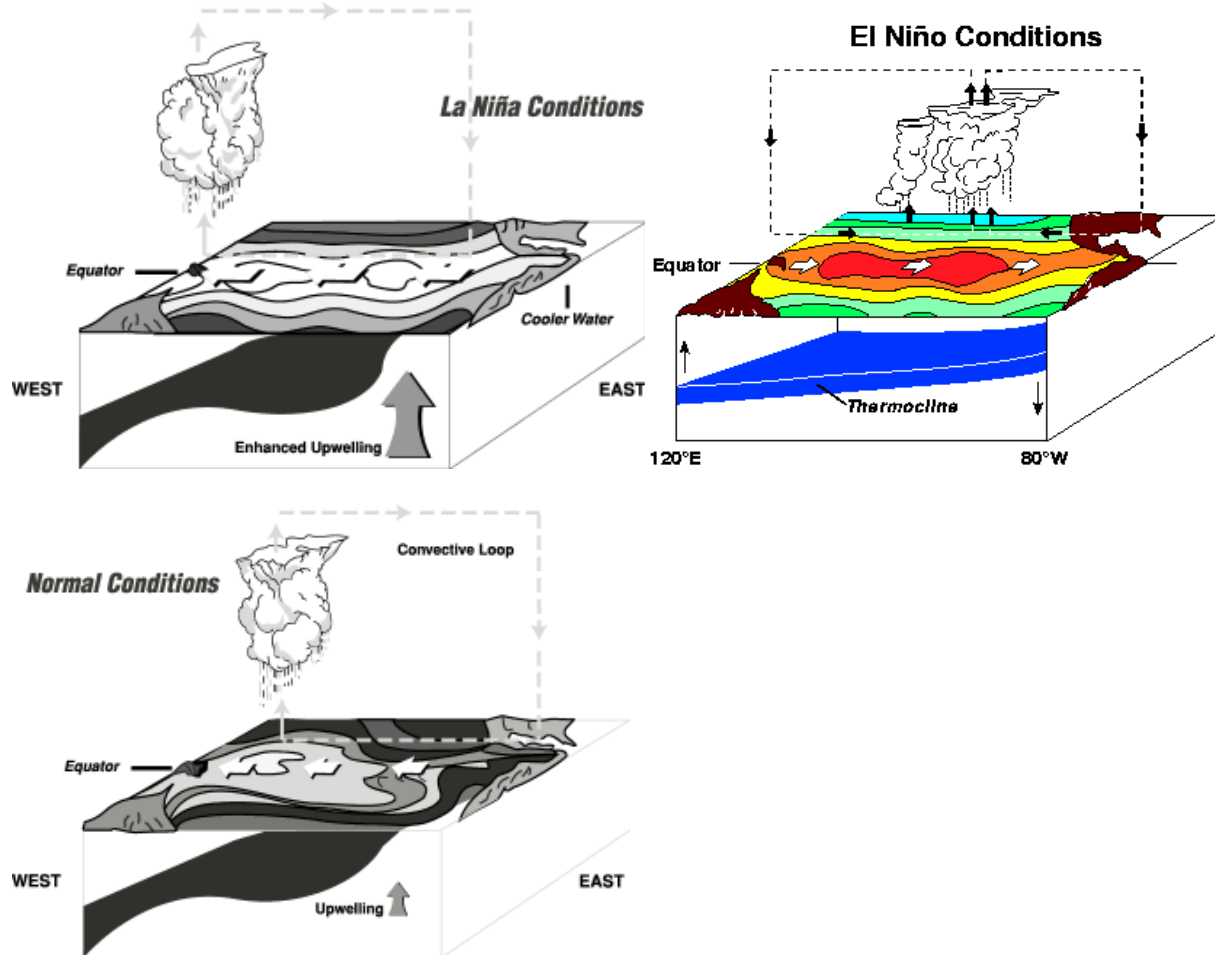 La Niña Conditions
Equator
Cooler Water
WEST
EAST
Enhanced Upwelling
El Niño Conditions
Equator
Thermocline
120°E
80°W
Convective Loop
Normal Conditions
Equator
WEST
EAST
Upwelling